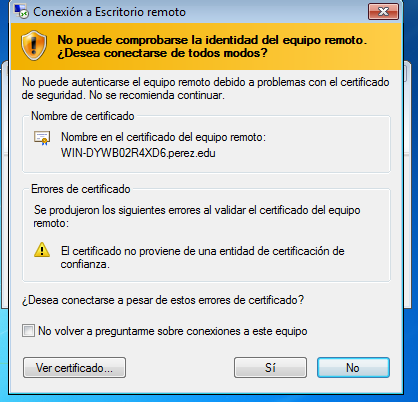 Conexión a Escritorio remoto
No puede comprobarse la identidad del equipo remoto.
¿Desea conectarse de todos modos?
No puede autenticarse el equipo remoto debido a problemas con el certificado
de seguridad. No se recomienda continuar.
Nombre de certificado
Nombre en el certificado del equipo remoto:
WIN-DYWB02R4XD6.perez.edu
Errores de certificado
Se produjeron los siguientes errores al validar el certificado del equipo
remoto:
El certificado no proviene de una entidad de certificación de
confianza.
¿Desea conectarse a pesar de estos errores de certificado?
No volver a preguntarme sobre conexiones a este equipo
Ver certificado...
Sí
No